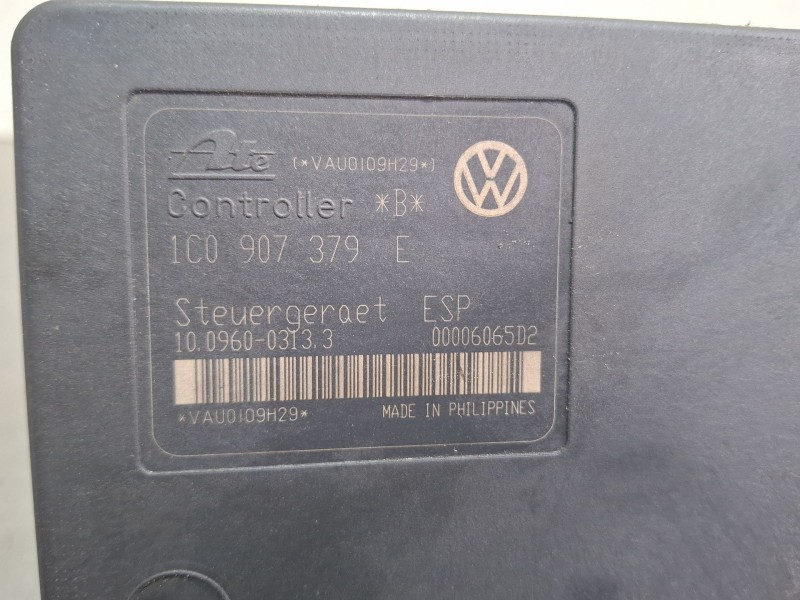 Ate (*VAU0109H29*)
Controller *B*
1C0 907 379 E
Steuergeraet ESP
10.0960-0313.3 00006065D2
*VAU0109H29* MADE IN PHILIPPINES